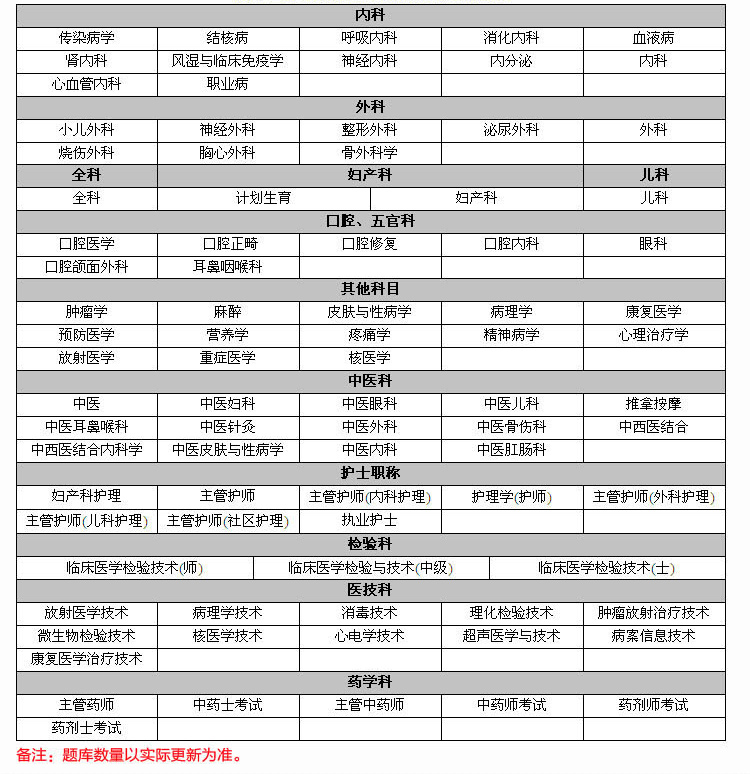 内科
传染病学 结核病 呼吸内科 消化内科 血液病
肾内科 风湿与临床免疫学 神经内科 内分泌 内科
心血管内科 职业病
外科
小儿外科 神经外科 整形外科 泌尿外科 外科
烧伤外科 胸心外科 骨外科学
全科 妇产科 儿科
全科 计划生育 妇产科 儿科
口腔、五官科
口腔医学 口腔正畸 口腔修复 口腔内科 眼科
口腔颌面外科 耳鼻咽喉科
其他科目
肿瘤学 麻醉 皮肤与性病学 病理学 康复医学
预防医学 营养学 疼痛学 精神病学 心理治疗学
放射医学 重症医学 核医学
中医科
中医 中医妇科 中医眼科 中医儿科 推拿按摩
中医耳鼻喉科 中医针灸 中医外科 中医骨伤科 中西医结合
中西医结合内科学 中医皮肤与性病学 中医内科 中医肛肠科
护士职称
妇产科护理 主管护师 主管护师(内科护理) 护理学(护师) 主管护师(外科护理)
主管护师(儿科护理) 主管护师(社区护理) 执业护士
检验科
临床医学检验技术(师) 临床医学检验与技术(中级) 临床医学检验技术(士)
医技科
放射医学技术 病理学技术 消毒技术 理化检验技术 肿瘤放射治疗技术
微生物检验技术 核医学技术 心电学技术 超声医学与技术 病案信息技术
康复医学治疗技术
药学科
主管药师 中药士考试 主管中药师 中药师考试 药剂师考试
药剂士考试
备注：题库数量以实际更新为准。